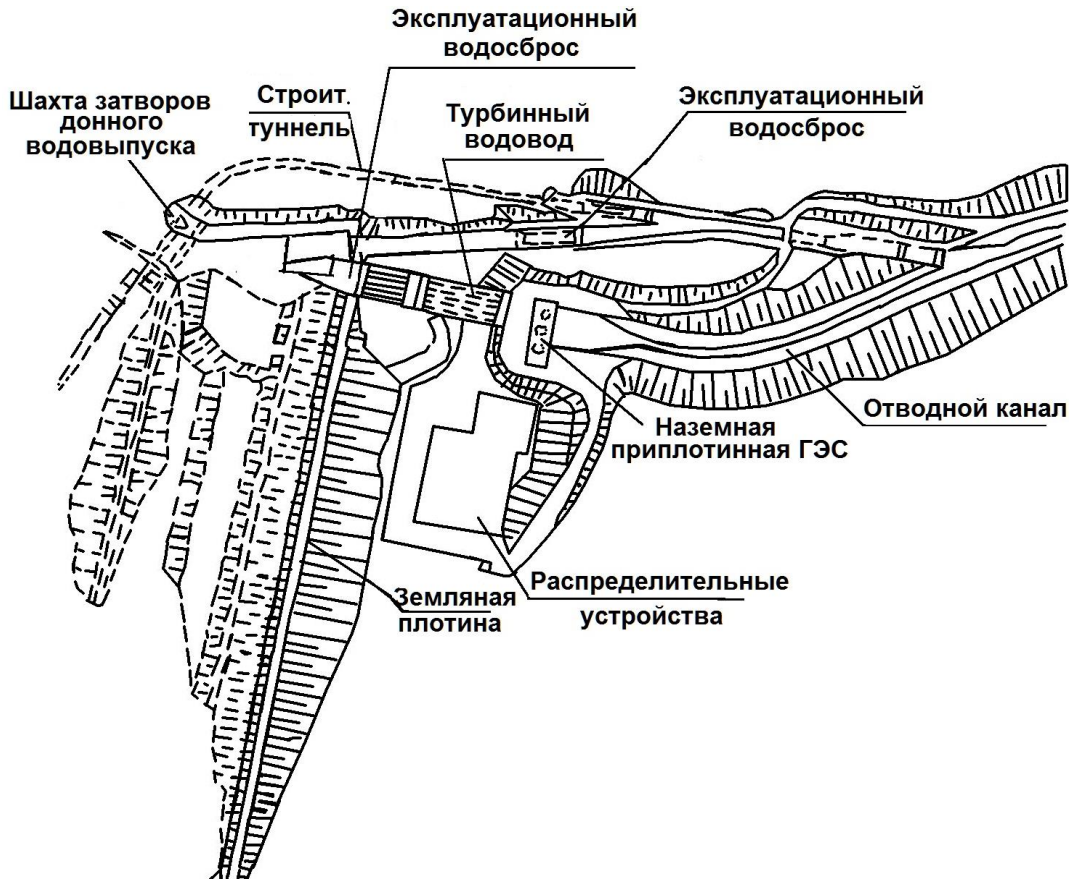 Эксплуатационный
водосброс
Шахта затворов
донного
водовыпуска
Строит.
туннель
Турбинный
водовод
Эксплуатационный
водосброс
Отводной канал
Наземная
приплотинная ГЭС
Распределительные
устройства
Земляная
плотина